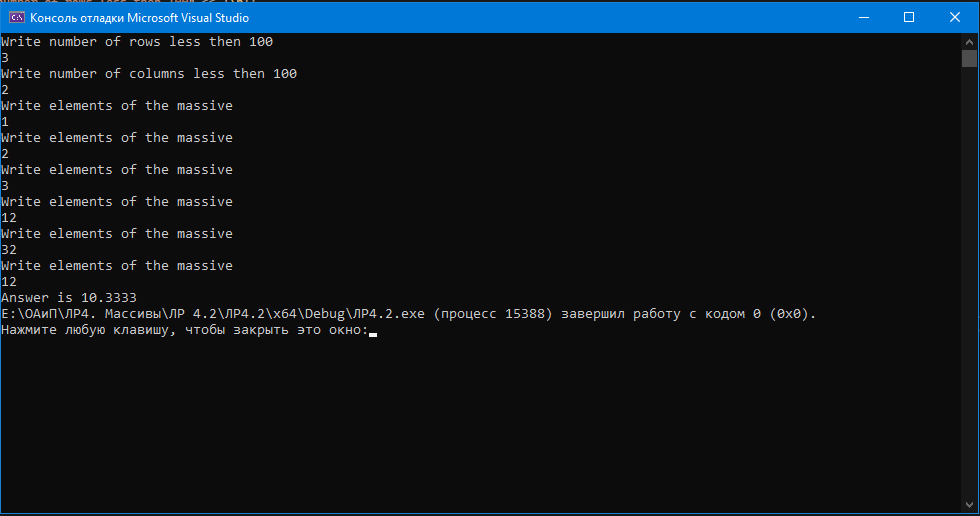 Консоль отладки Microsoft Visual Studio
Write number of rows less then 100
3
Write number of columns less then 100
2
Write elements of the massive
1
Write elements of the massive
2
Write elements of the massive
3
Write elements of the massive
12
Write elements of the massive
32
Write elements of the massive
12
Answer is 10.3333
E:\ОАиП\ЛР4. Массивы\ЛР 4.2\ЛР4.2\x64\Debug\ЛР4.2.exe (процесс 15388) завершил работу с кодом 0 (0x0).
Нажмите любую клавишу, чтобы закрыть это окно: